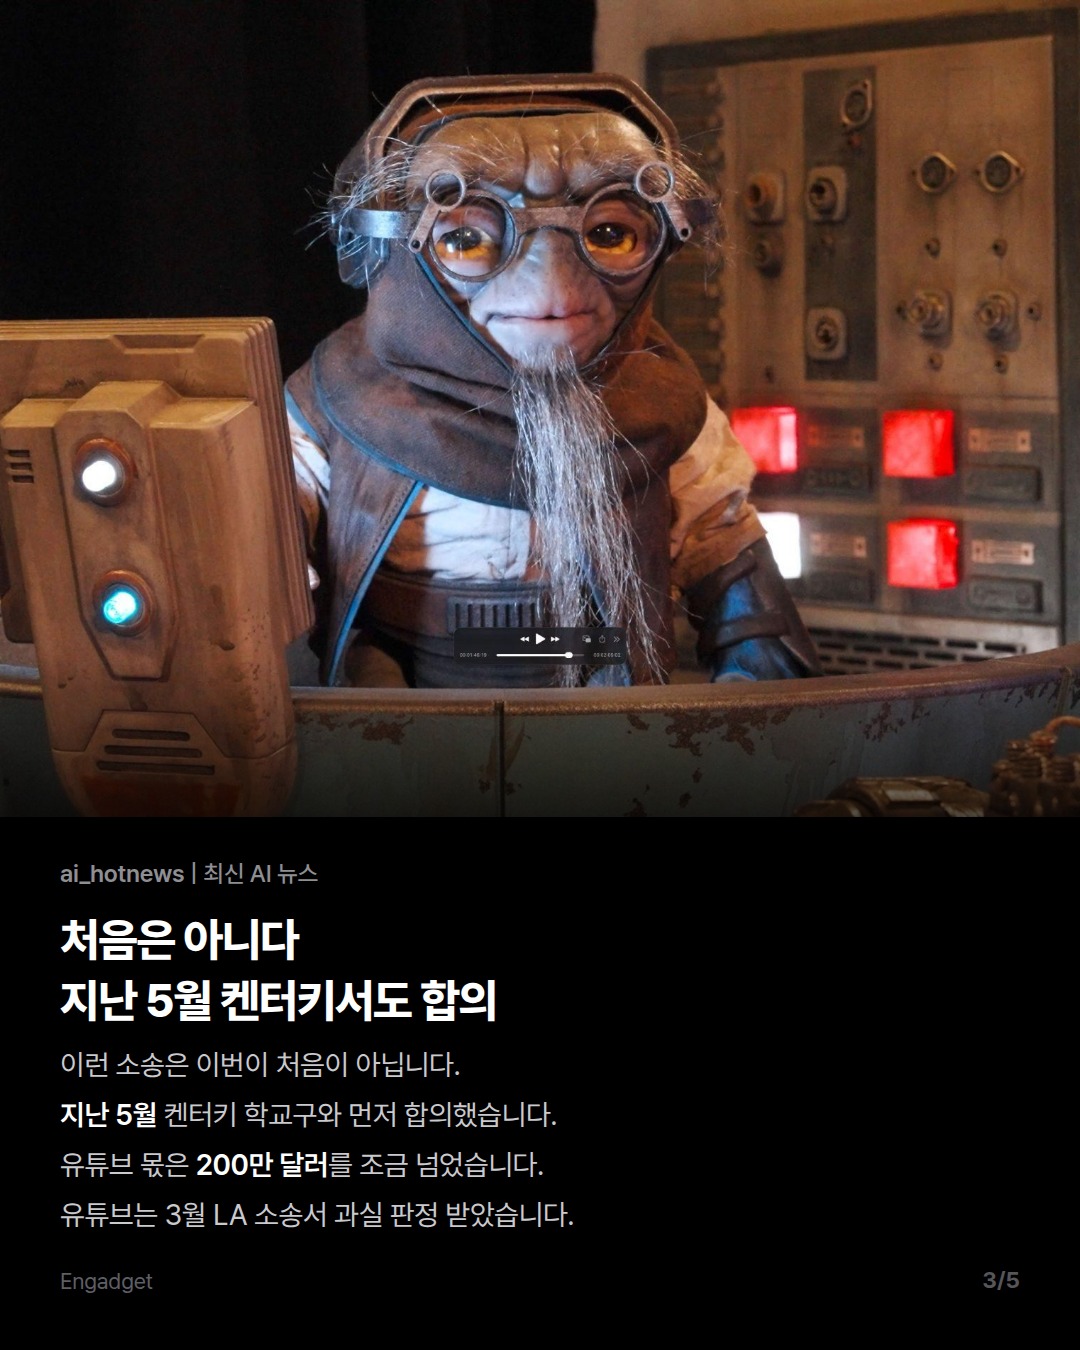 ai_hotnews | 최신 AI 뉴스
처음은 아니다
지난 5월 켄터키서도 합의
이런 소송은 이번이 처음이 아닙니다.
지난 5월 켄터키 학교구와 먼저 합의했습니다.
유튜브 몫은 200만 달러를 조금 넘었습니다.
유튜브는 3월 LA 소송서 과실 판정 받았습니다.
Engadget
3/5